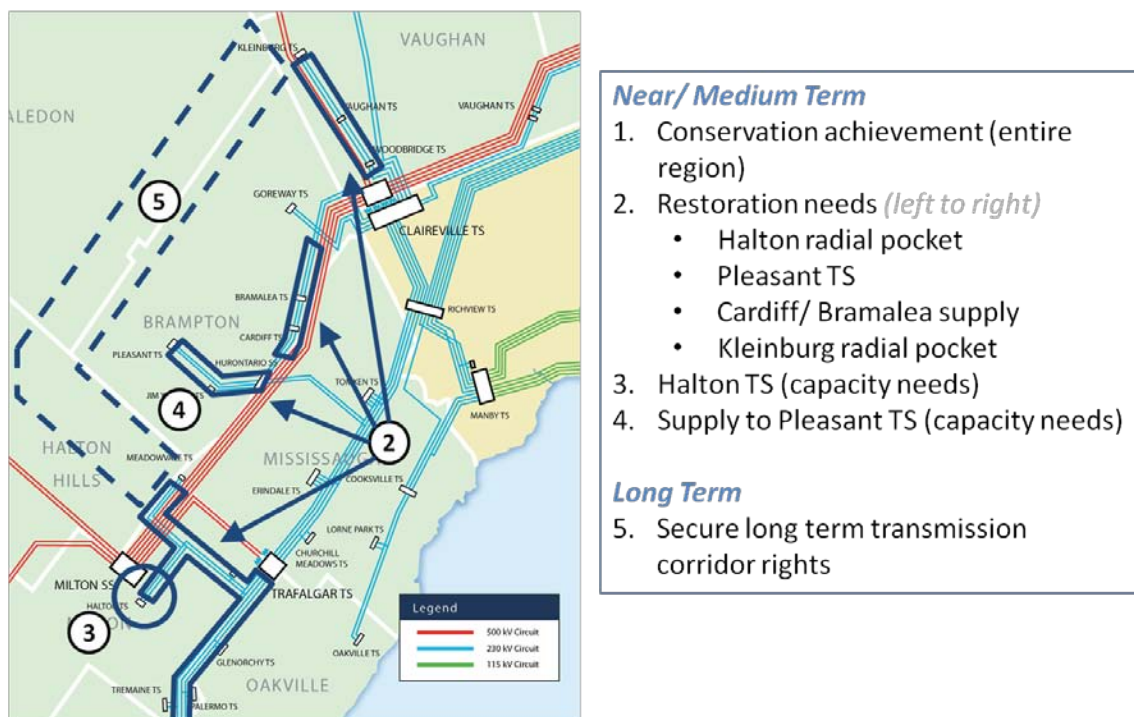 KLEINBURG TS
VAUGHAN
ALEDON
VAUGHAN TS
VAUGHAN TS
WOODBRIDGE TS
5
GOREWAY TS
CLAIREVILLE TS
BRAMALEA TS
RICHVIEW TS
BRAMPTON
CARDIFF TS
PLEASANT TS
HURONTARIO SS
JIM
TS
TOMKEN TS
4
MANBY TS
2
HALTON
HILLS
MEADOWVALE TS
MISSISSAUGA
COOKSVILLE TS
ERINDALE TS
LORNE PARK TS
CHURCHILL
MEADOWS TS
MILTON SS
TRAFALGAR TS
HALTON TS
3
ON
Legend
500 kV Circuit
230 kV Circuit
115 kV Circuit
GLENORCHY TS
OAKVILLE TS
TREMAINE TS
OAKVILLE
PALERMO TS
Near/ Medium Term
1. Conservation achievement (entire
region)
2. Restoration needs (left to right)
• Halton radial pocket
• Pleasant TS
• Cardiff/ Bramalea supply
• Kleinburg radial pocket
3. Halton TS (capacity needs)
4. Supply to Pleasant TS (capacity needs)
Long Term
5. Secure long term transmission
corridor rights